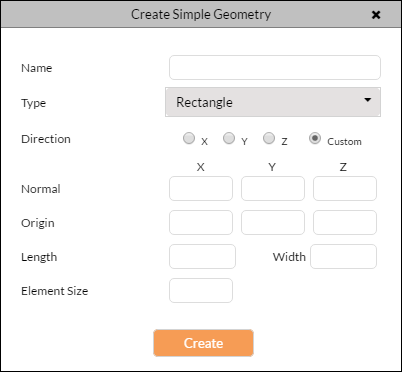 Create Simple Geometry ✖
Name
Type Rectangle
Direction X Y Z Custom
X Y Z
Normal
Origin
Length Width
Element Size
Create